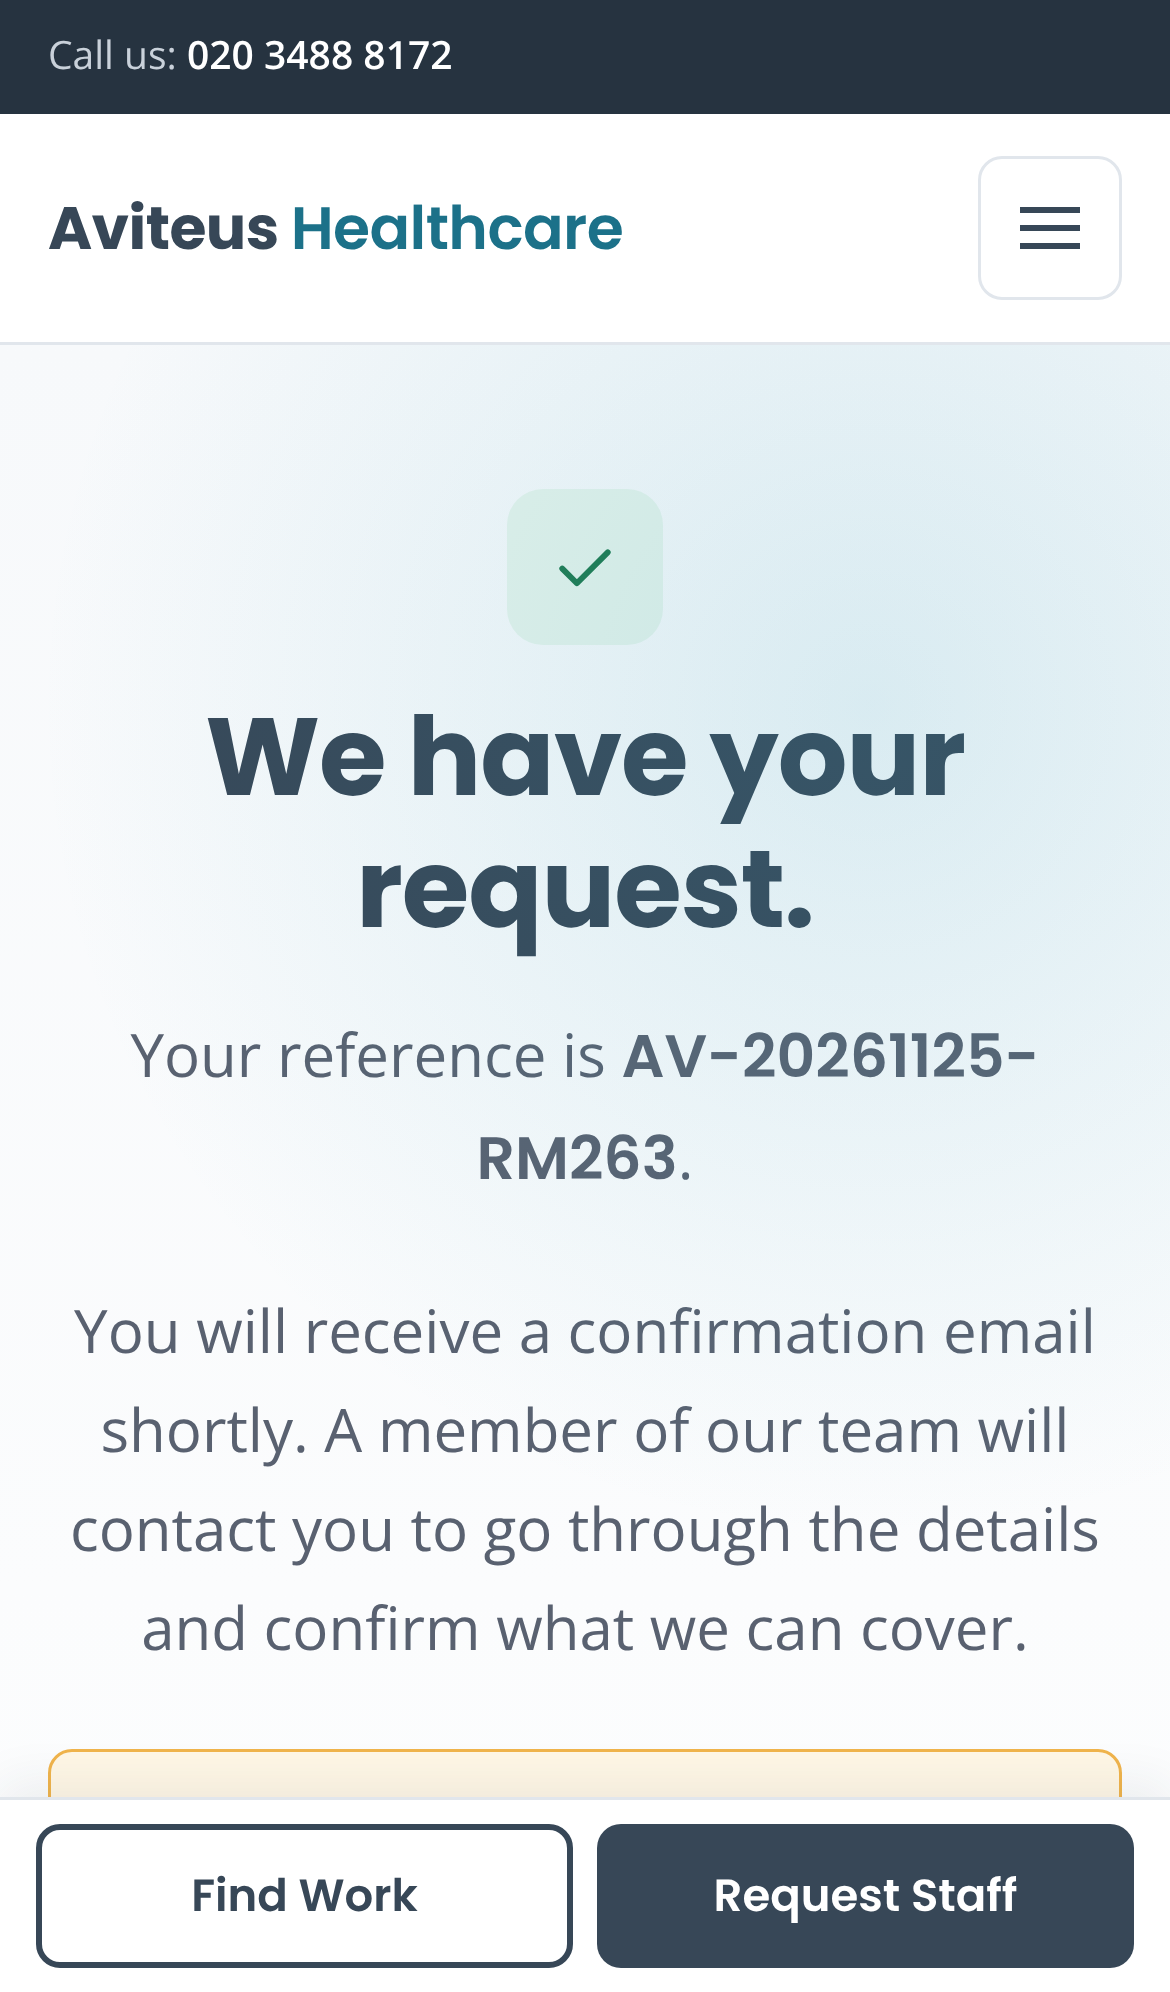 Call us: 020 3488 8172
Aviteus Healthcare
We have your
request.
Your reference is AV-20261125-
RM263.
You will receive a confirmation email
shortly. A member of our team will
contact you to go through the details
and confirm what we can cover.
Find Work
Request Staff